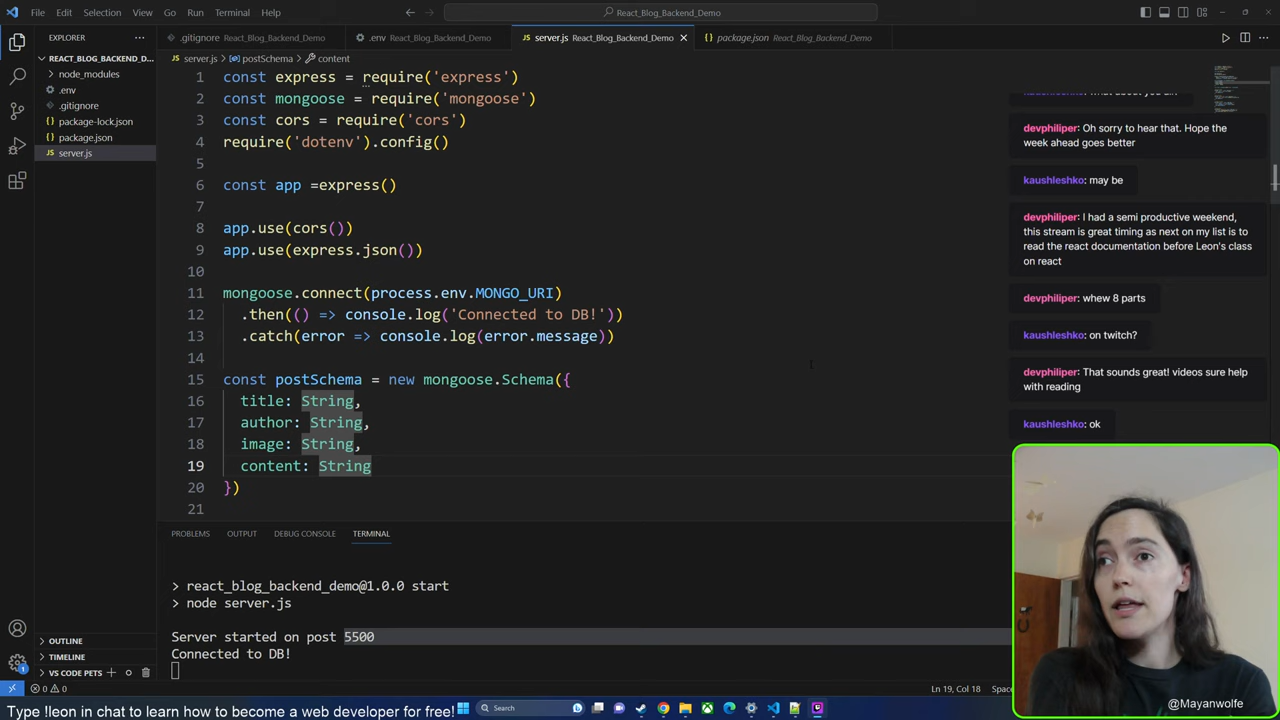 File Edit Selection View Go Run Terminal Help
React_Blog_Backend_Demo
EXPLORER
.gitignore React_Blog_Backend_Demo
.env React_Blog_Backend_Demo
server.js React_Blog_Backend_Demo
package.json React_Blog_Backend_Demo
REACT_BLOG_BACKEND_D...
node_modules
.env
.gitignore
package-lock.json
package.json
server.js
server.js > postSchema > content
1 const express = require('express')
2 const mongoose = require('mongoose')
3 const cors = require('cors')
4 require('dotenv').config()
5
6 const app =express()
7
8 app.use(cors())
9 app.use(express.json())
10
11 mongoose.connect(process.env.MONGO_URI)
12 .then(() => console.log('Connected to DB!'))
13 .catch(error => console.log(error.message))
14
15 const postSchema = new mongoose.Schema({
16 title: String,
17 author: String,
18 image: String,
19 content: String
20 })
21
devphiliper: Oh sorry to hear that. Hope the
week ahead goes better
kaushleshko: may be
devphiliper: I had a semi productive weekend,
this stream is great timing as next on my list is to
read the react documentation before Leon's class
on react
devphiliper: whew 8 parts
kaushleshko: on twitch?
devphiliper: That sounds great! videos sure help
with reading
kaushleshko: ok
PROBLEMS OUTPUT DEBUG CONSOLE TERMINAL
> react_blog_backend_demo@1.0.0 start
> node server.js
Server started on post 5500
Connected to DB!
OUTLINE
TIMELINE
VS CODE PETS
1
0 0
Ln 19, Col 18
Type !leon in chat to learn how to become a web developer for free!
Search
@Mayanwolfe